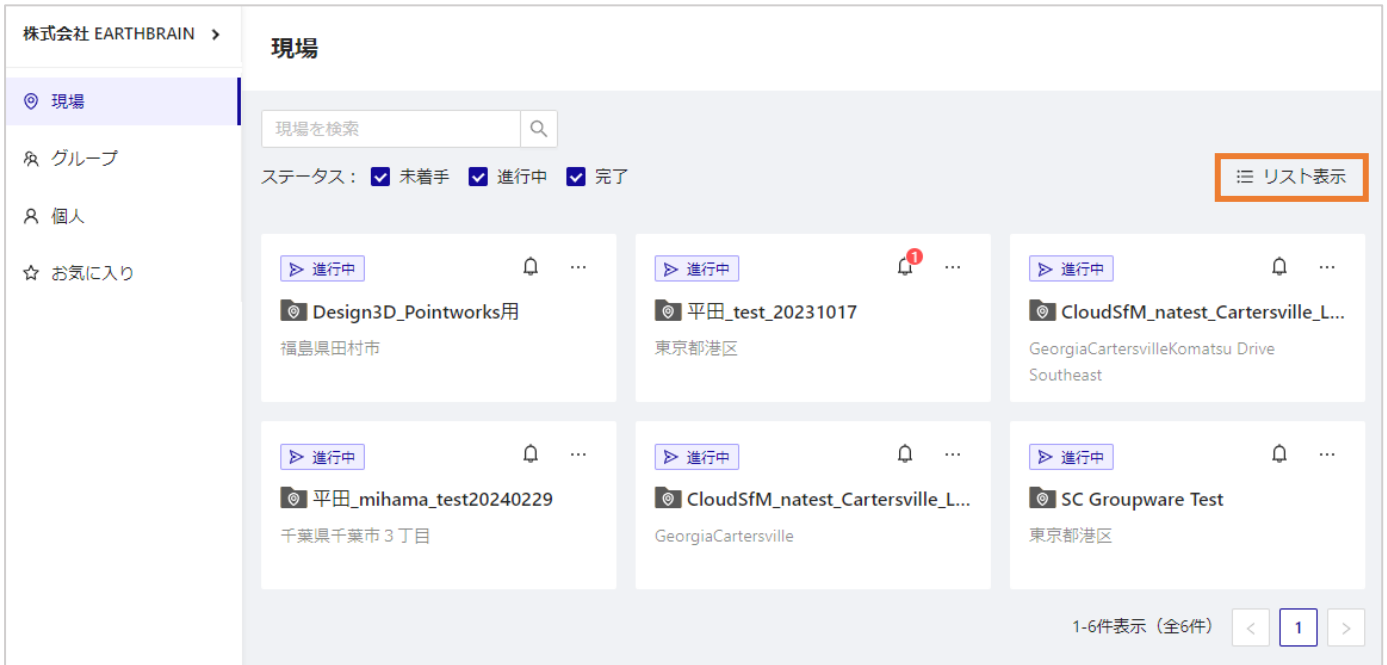 株式会社 EARTHBRAIN
現場
現場
グループ
個人
お気に入り
現場を検索
ステータス： 未着手 進行中 完了
リスト表示
進行中
Design3D_Pointworks用
福島県田村市
進行中
1
平田_test_20231017
東京都港区
進行中
CloudSfM_natest_Cartersville_L...
GeorgiaCartersvilleKomatsu Drive
Southeast
進行中
平田_mihama_test20240229
千葉県千葉市３丁目
進行中
CloudSfM_natest_Cartersville_L...
GeorgiaCartersville
進行中
SC Groupware Test
東京都港区
1-6件表示（全6件） < 1 >